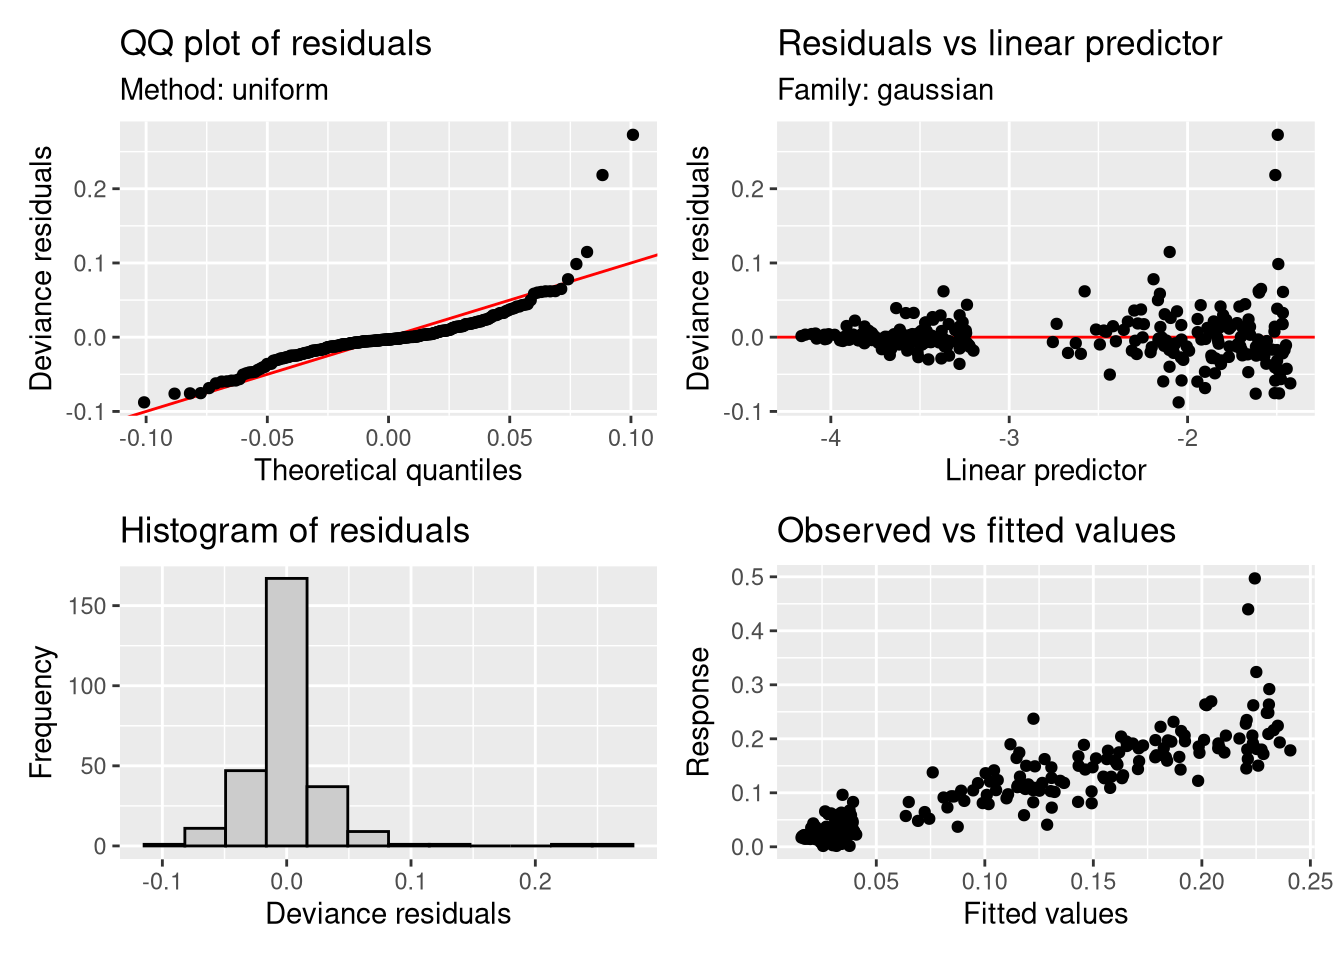 QQ plot of residuals
Method: uniform
Deviance residuals
0.2
0.1
0.0
-0.1
-0.10
-0.05
0.00
0.05
0.10
Theoretical quantiles
Residuals vs linear predictor
Family: gaussian
Deviance residuals
0.2
0.1
0.0
-0.1
-4
-3
-2
Linear predictor
Histogram of residuals
Frequency
150
100
50
0
-0.1
0.0
0.1
0.2
Deviance residuals
Observed vs fitted values
Response
0.5
0.4
0.3
0.2
0.1
0.0
0.05
0.10
0.15
0.20
0.25
Fitted values